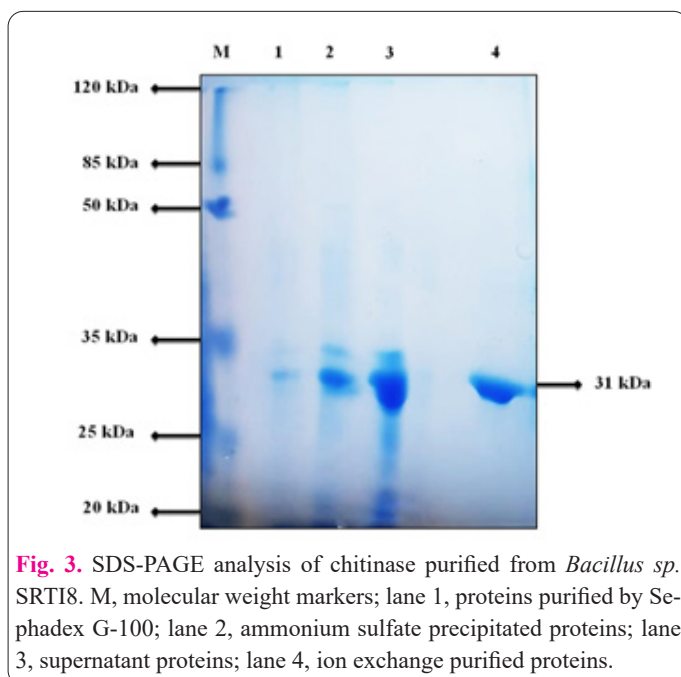 M 1 2 3 4
120 kDa
85 kDa
50 kDa
35 kDa
31 kDa
25 kDa
20 kDa
Fig. 3. SDS-PAGE analysis of chitinase purified from Bacillus sp.
SRTI8. M, molecular weight markers; lane 1, proteins purified by Se-
phadex G-100; lane 2, ammonium sulfate precipitated proteins; lane
3, supernatant proteins; lane 4, ion exchange purified proteins.